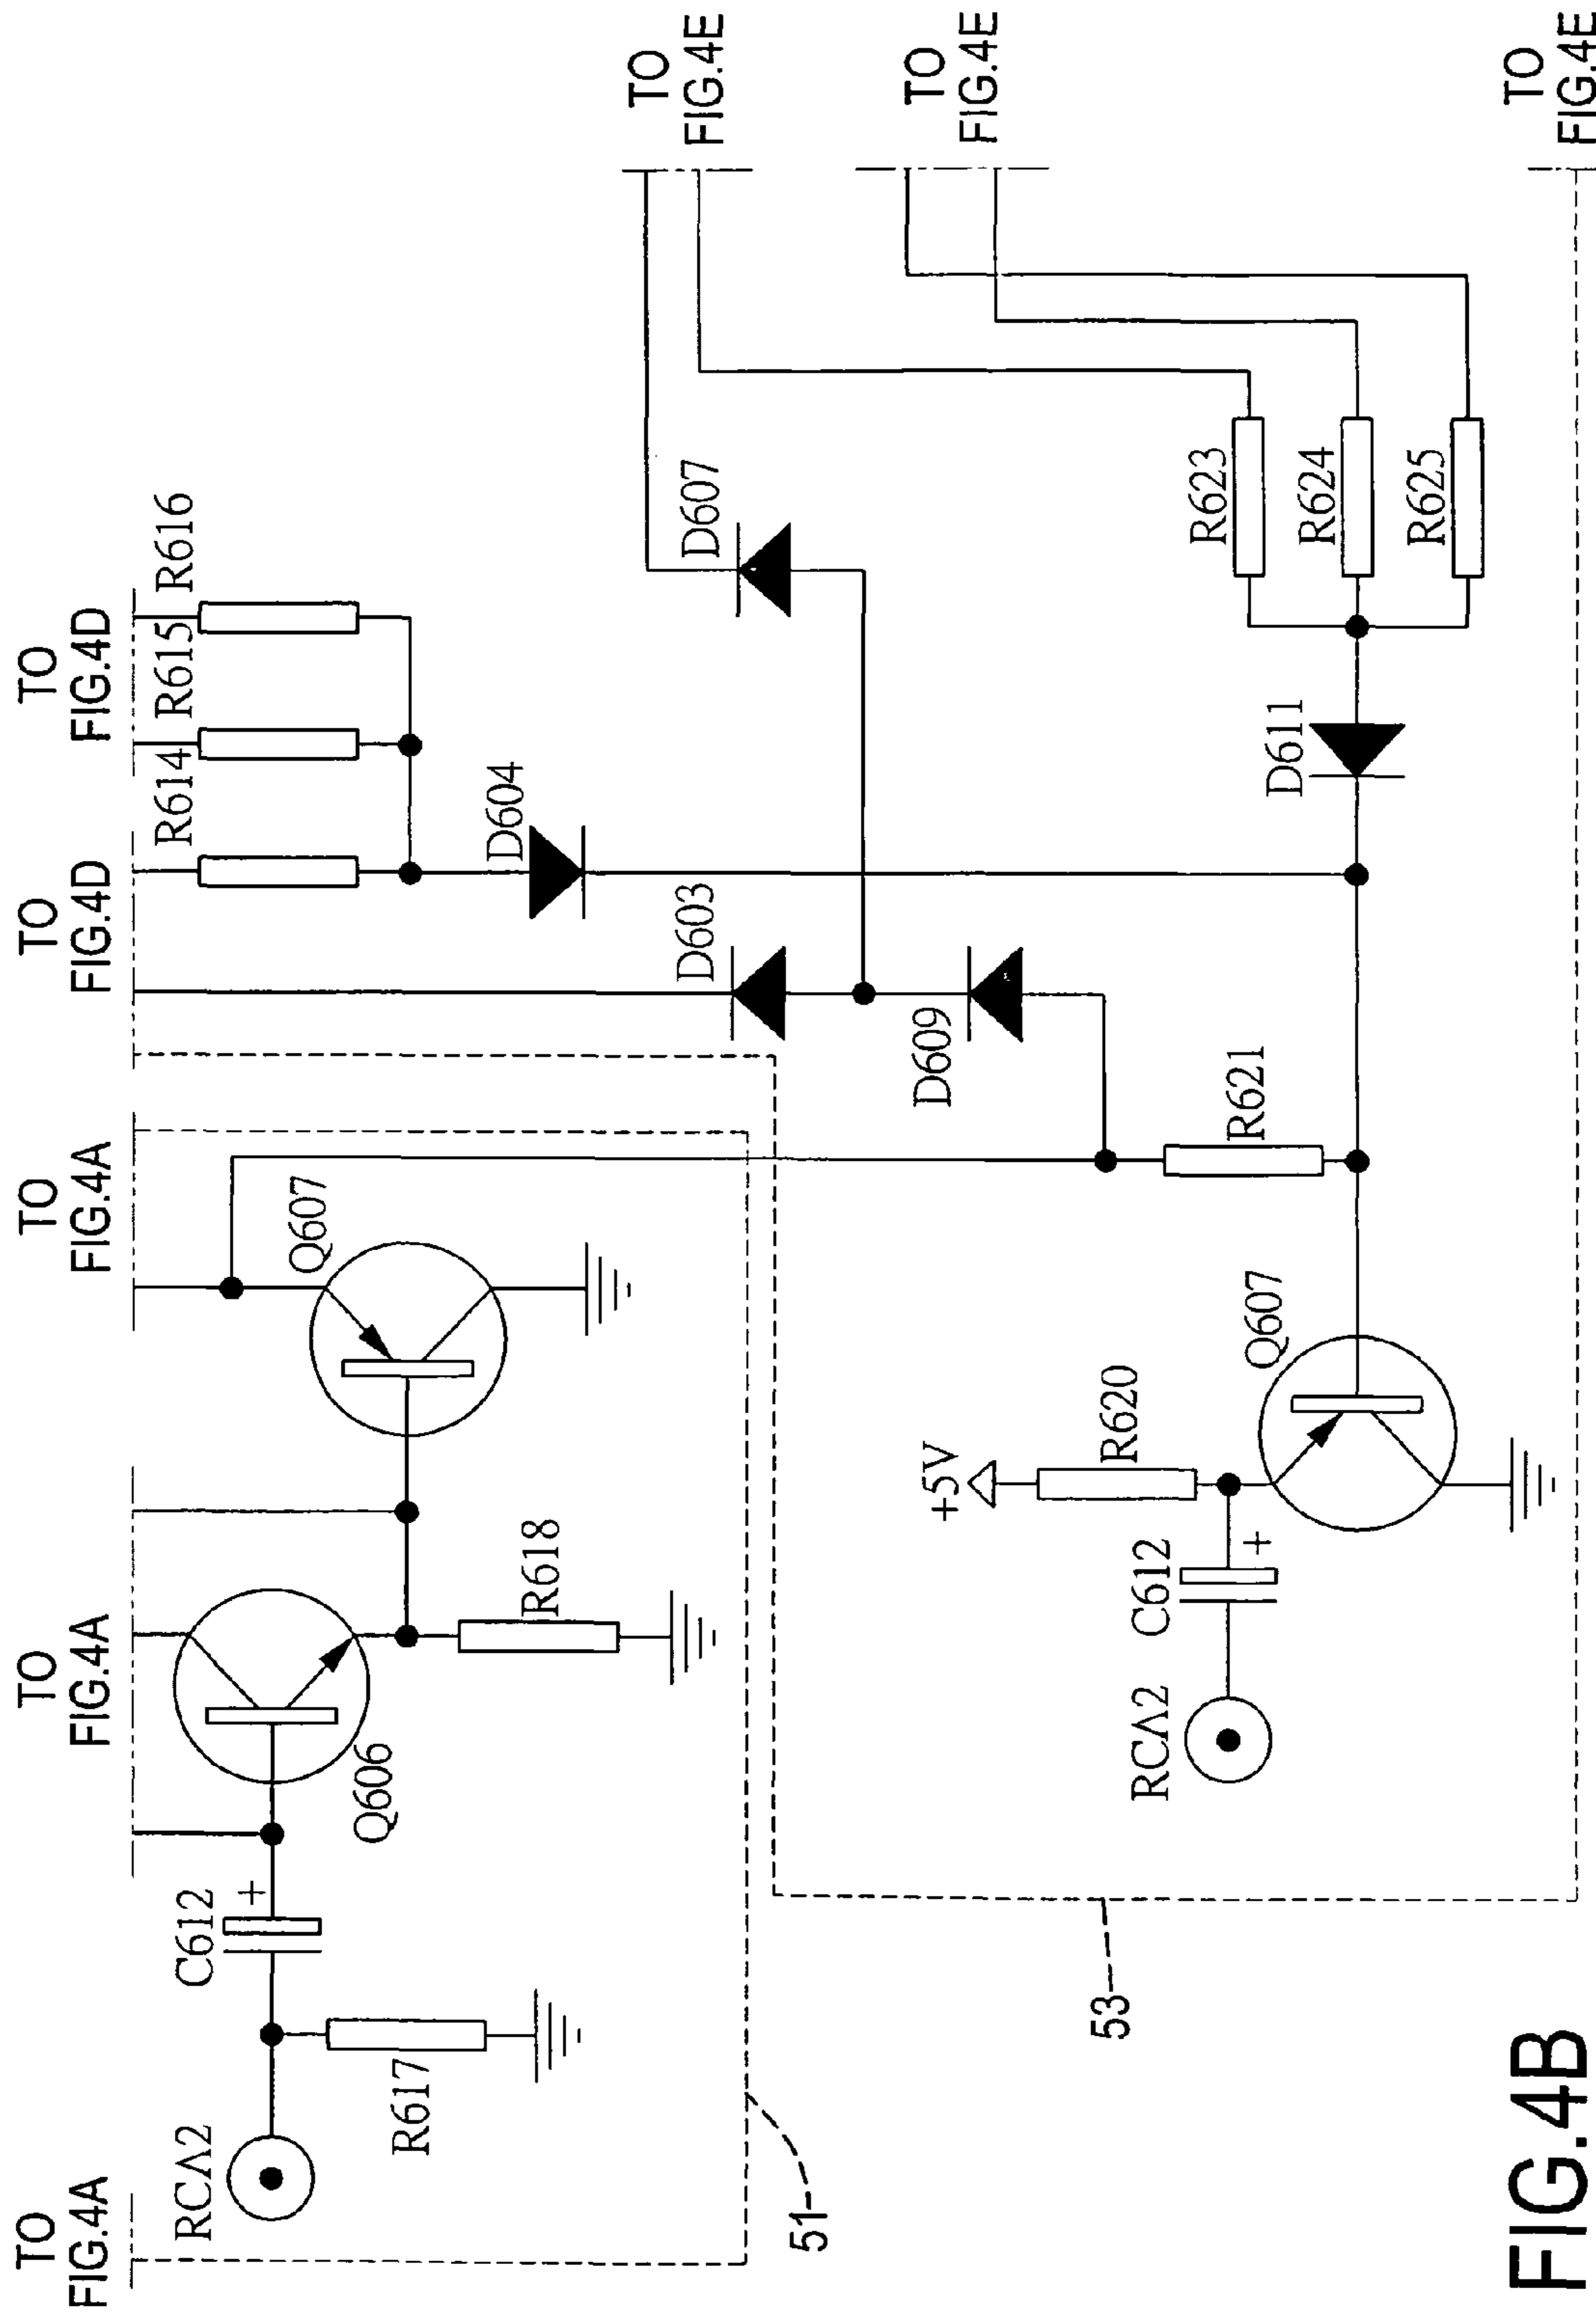 TO
FIG.4A
TO
FIG.4A
TO
FIG.4A
TO
FIG.4D
TO
FIG.4D
R614
R615
R616
RCA2
C612
+
Q607
Q606
R617
D604
R618
TO
FIG.4E
D603
D607
51
D609
TO
FIG.4E
+5V
53
R620
RCA2
C612
+
R623
R621
Q607
D611
R624
R625
TO
FIG.4E
FIG.4B